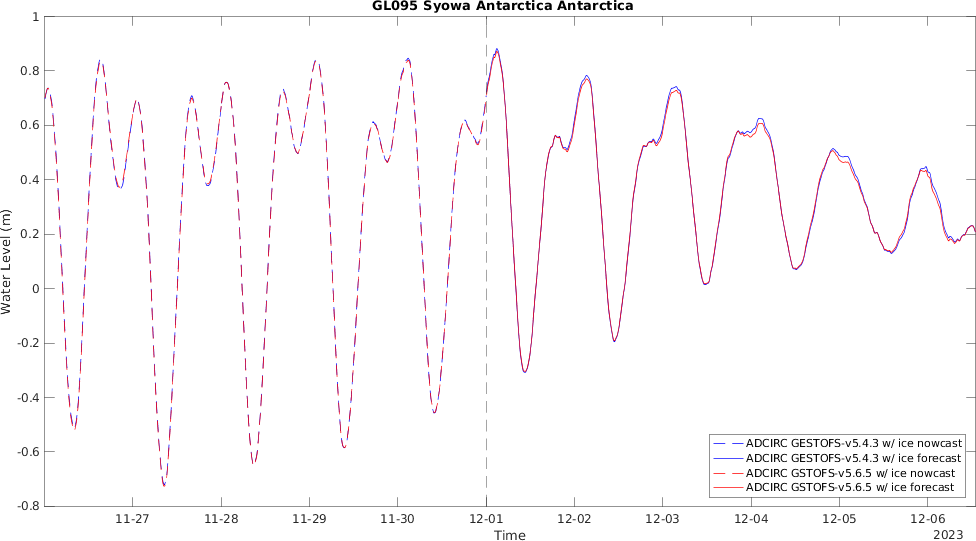 GL095 Syowa Antarctica Antarctica
1
0.8
0.6
0.4
0.2
0
-0.2
-0.4
-0.6
-0.8
Water Level (m)
11-27 11-28 11-29 11-30 12-01 12-02 12-03 12-04 12-05 12-06
Time
2023
ADCIRC GESTOFS-v5.4.3 w/ ice nowcast
ADCIRC GESTOFS-v5.4.3 w/ ice forecast
ADCIRC GSTOFS-v5.6.5 w/ ice nowcast
ADCIRC GSTOFS-v5.6.5 w/ ice forecast